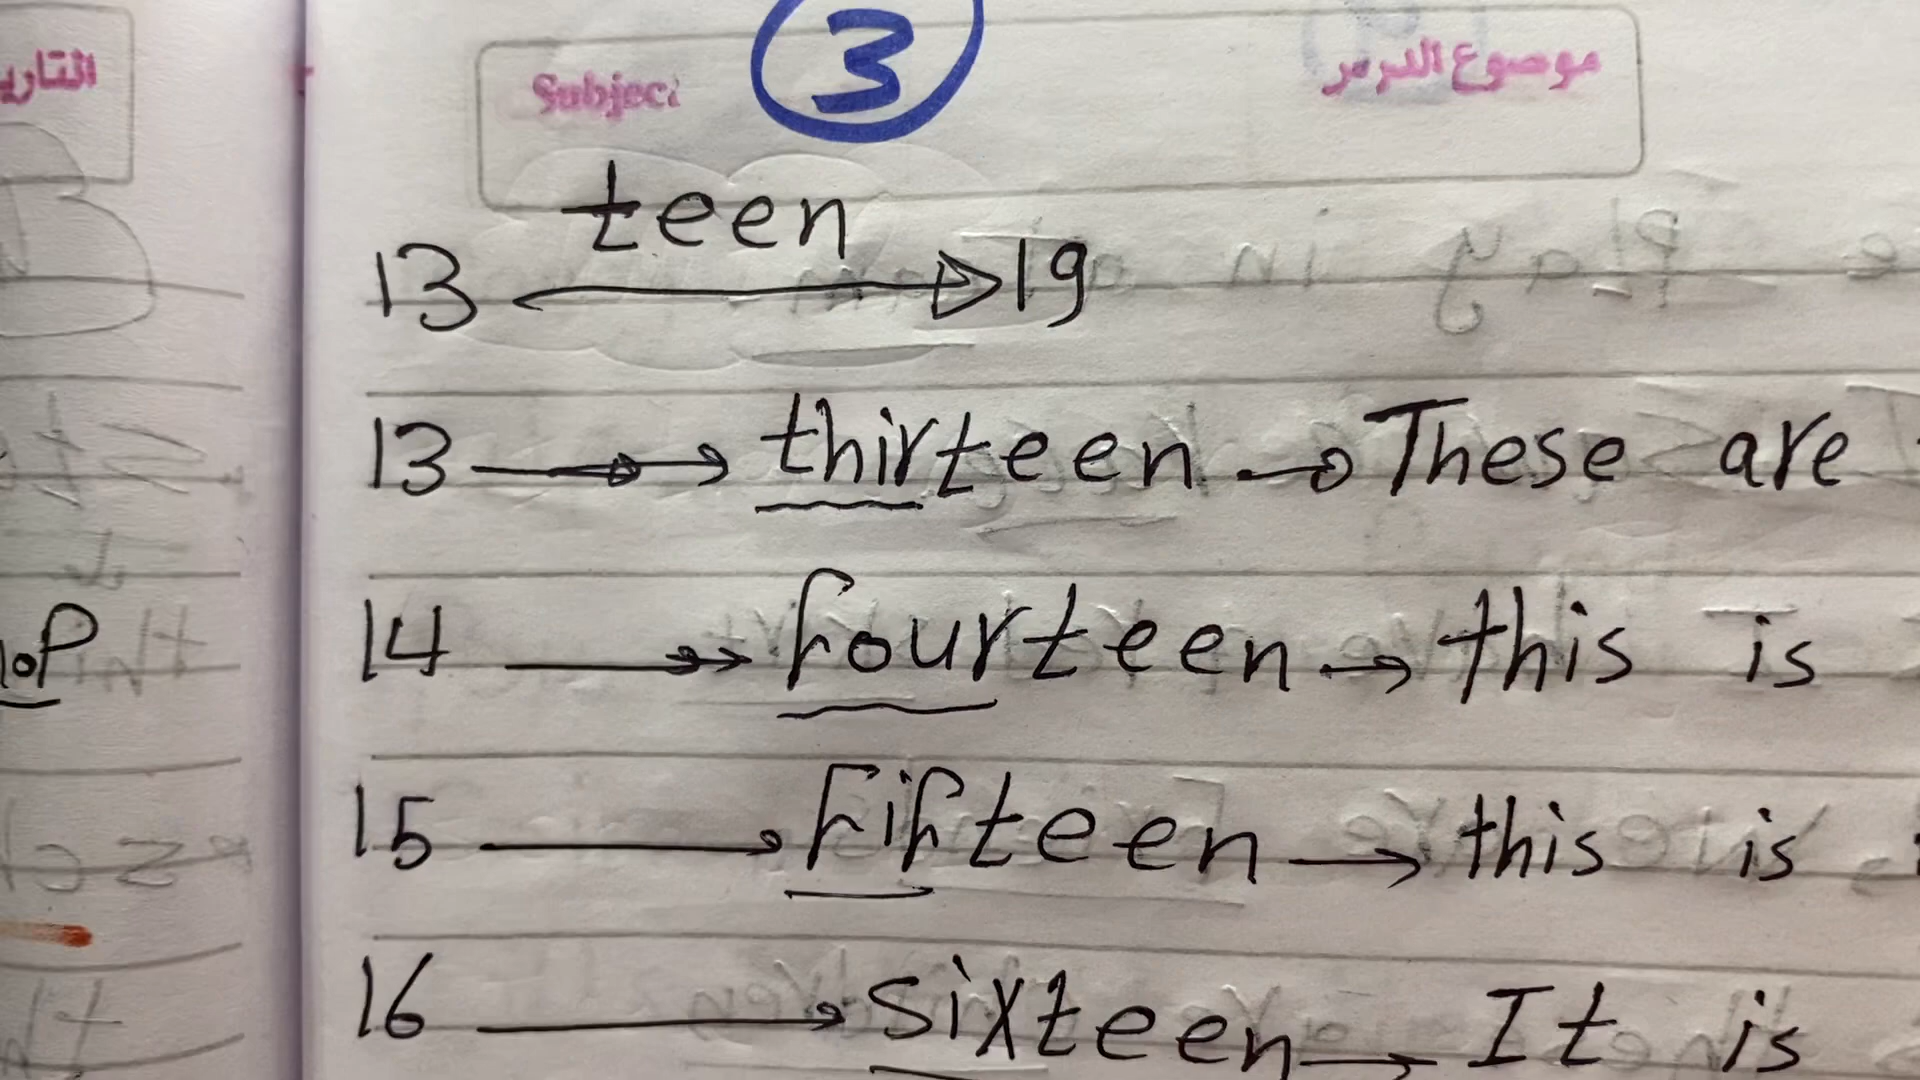 3
Subject موضوع الدرس
التاري
teen
13 → 19
13 → thirteen → These are
14 → fourteen → this is
15 → fifteen → this is
16 → sixteen → It is